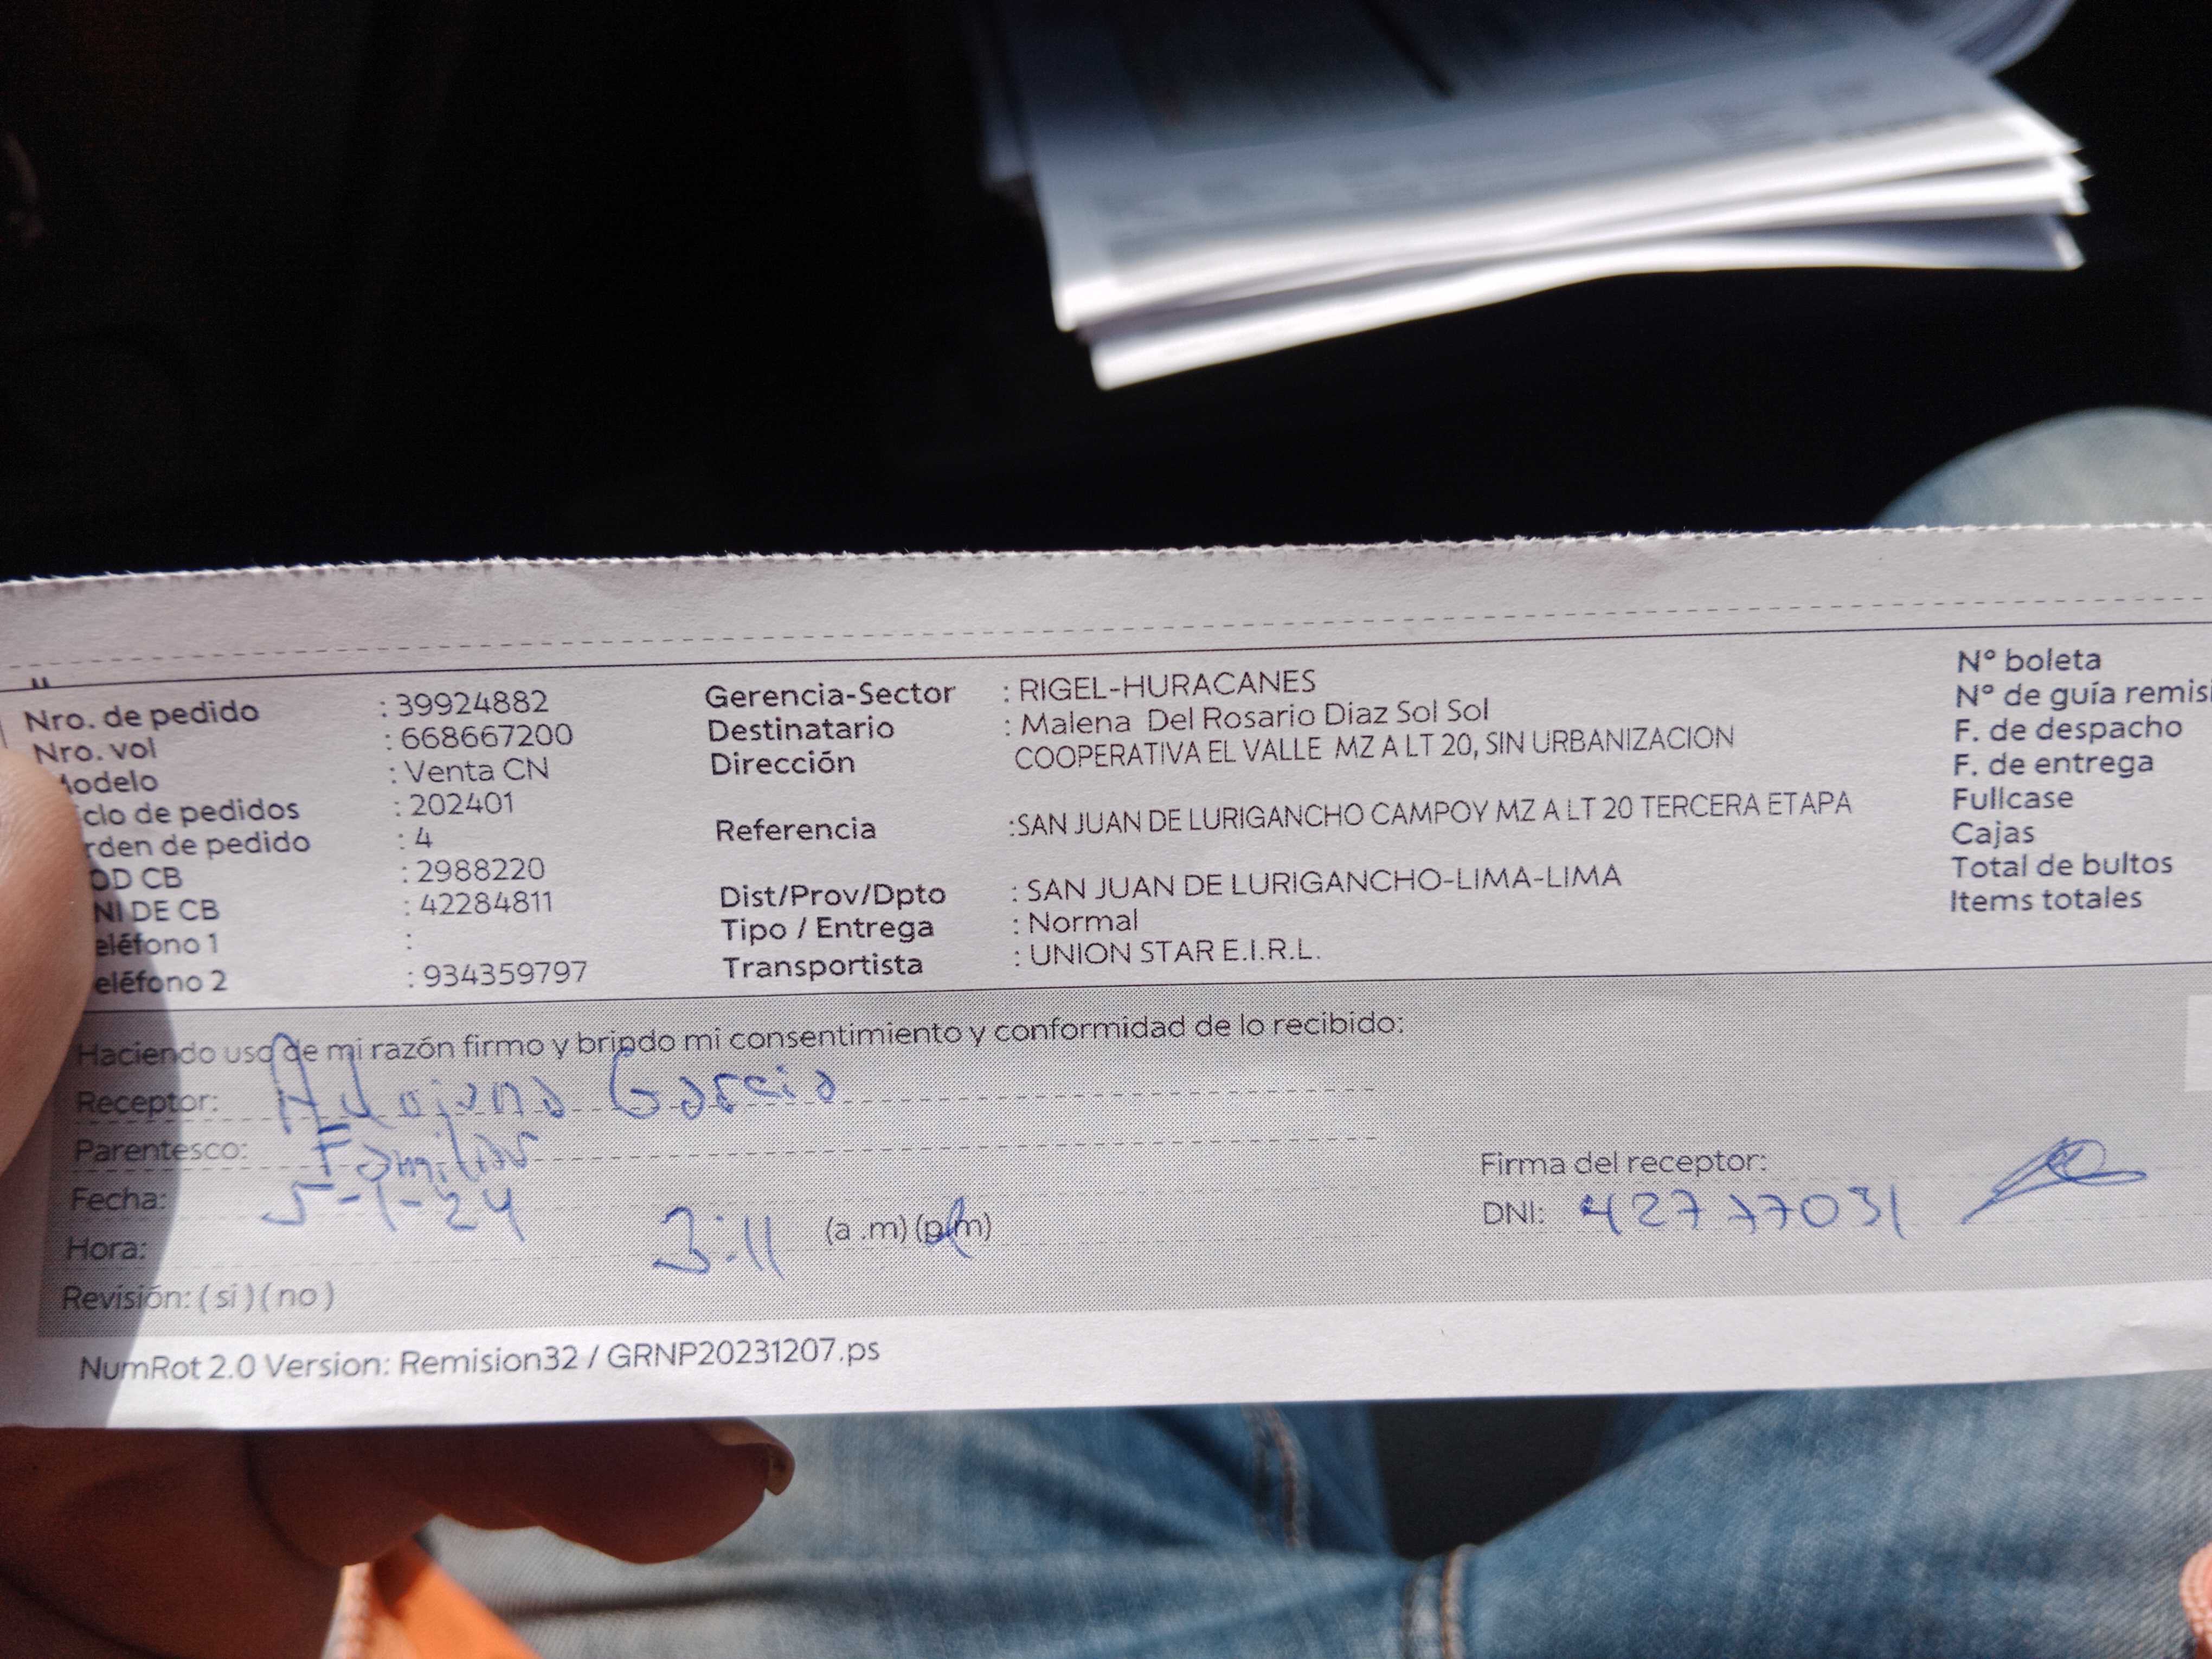 Nro. de pedido : 39924882
Nro. vol : 668667200
Modelo : Venta CN
clo de pedidos : 202401
rden de pedido : 4
OD CB : 2988220
NI DE CB : 42284811
eléfono 1 :
eléfono 2 : 934359797
Gerencia-Sector : RIGEL-HURACANES
Destinatario : Malena Del Rosario Diaz Sol Sol
Dirección COOPERATIVA EL VALLE MZ A LT 20, SIN URBANIZACION
Referencia :SAN JUAN DE LURIGANCHO CAMPOY MZ A LT 20 TERCERA ETAPA
Dist/Prov/Dpto : SAN JUAN DE LURIGANCHO-LIMA-LIMA
Tipo / Entrega : Normal
Transportista : UNION STAR E.I.R.L.
N° boleta
N° de guía remisi
F. de despacho
F. de entrega
Fullcase
Cajas
Total de bultos
Items totales
Haciendo uso de mi razón firmo y brindo mi consentimiento y conformidad de lo recibido:
Receptor: Garcia
Parentesco: Familiar
Fecha: 5-1-24
Hora: 3:11 (a .m) (p.m)
Revisión: ( si ) ( no )
Firma del receptor:
DNI: 42777031
NumRot 2.0 Version: Remision32 / GRNP20231207.ps